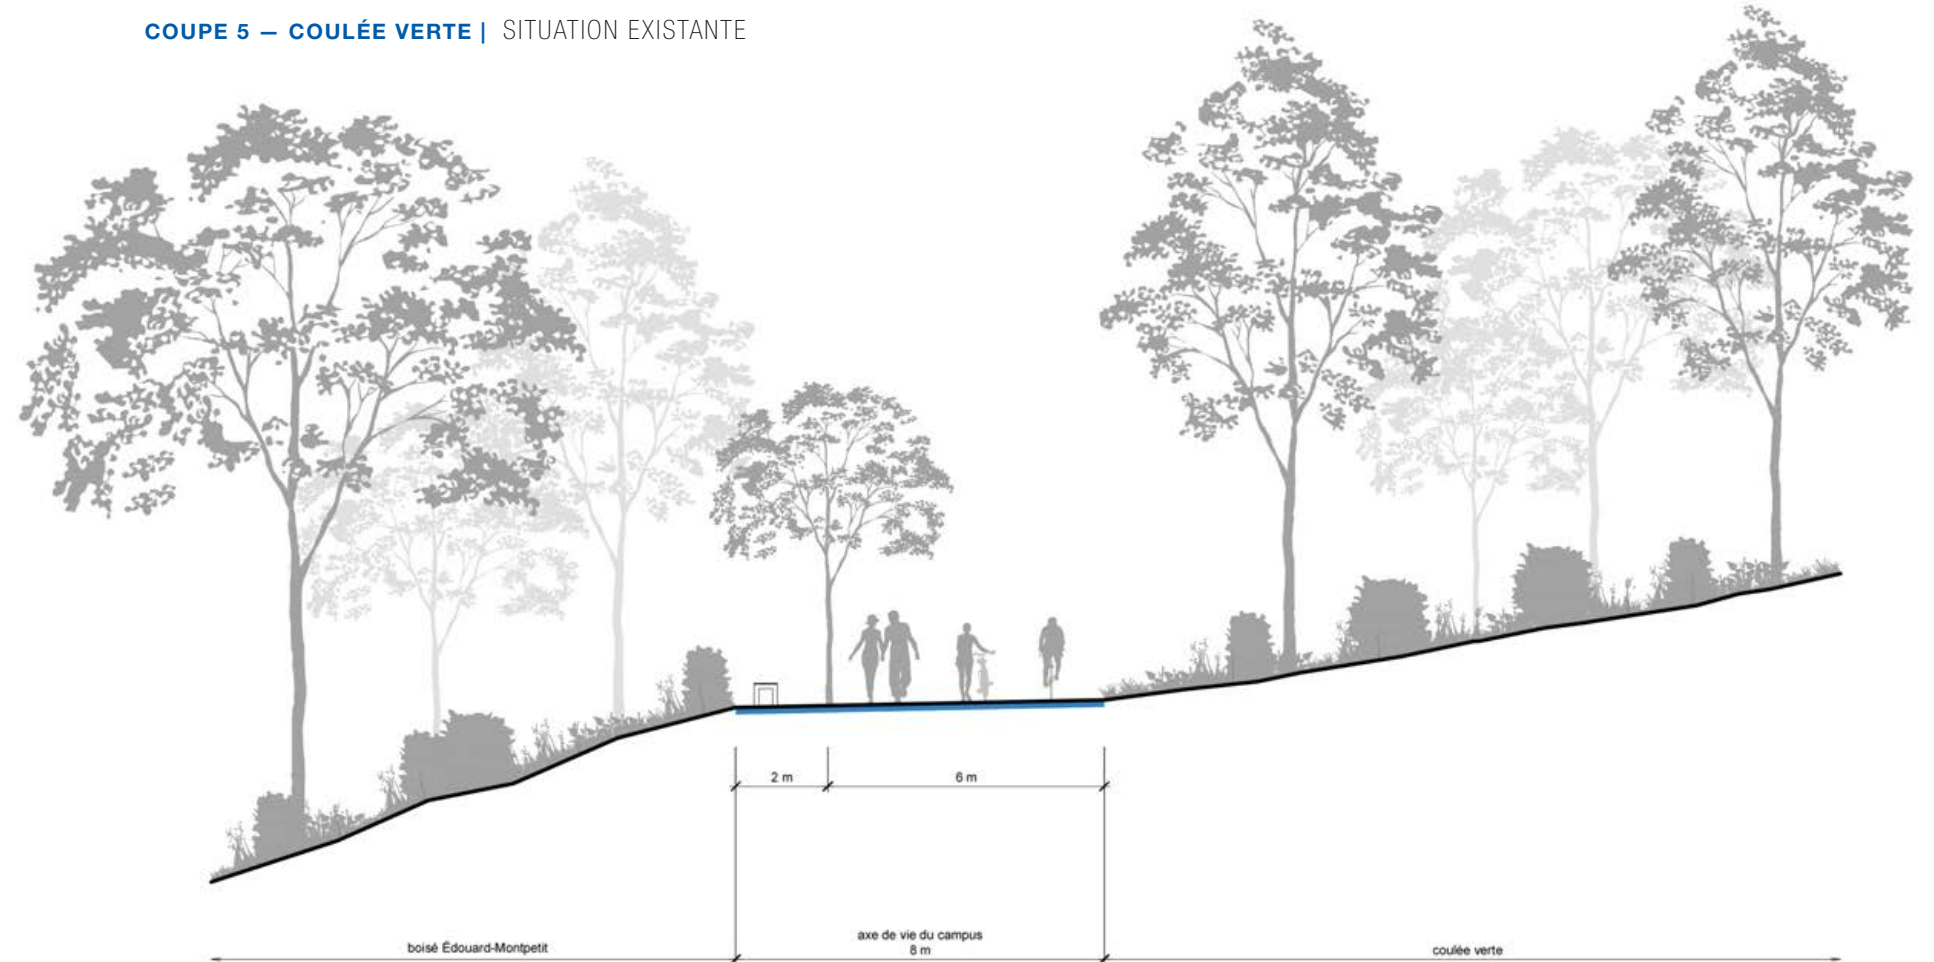 COUPE 5 — COULÉE VERTE | SITUATION EXISTANTE
2 m
6 m
boisé Édouard-Montpetit
axe de vie du campus
8 m
coulée verte